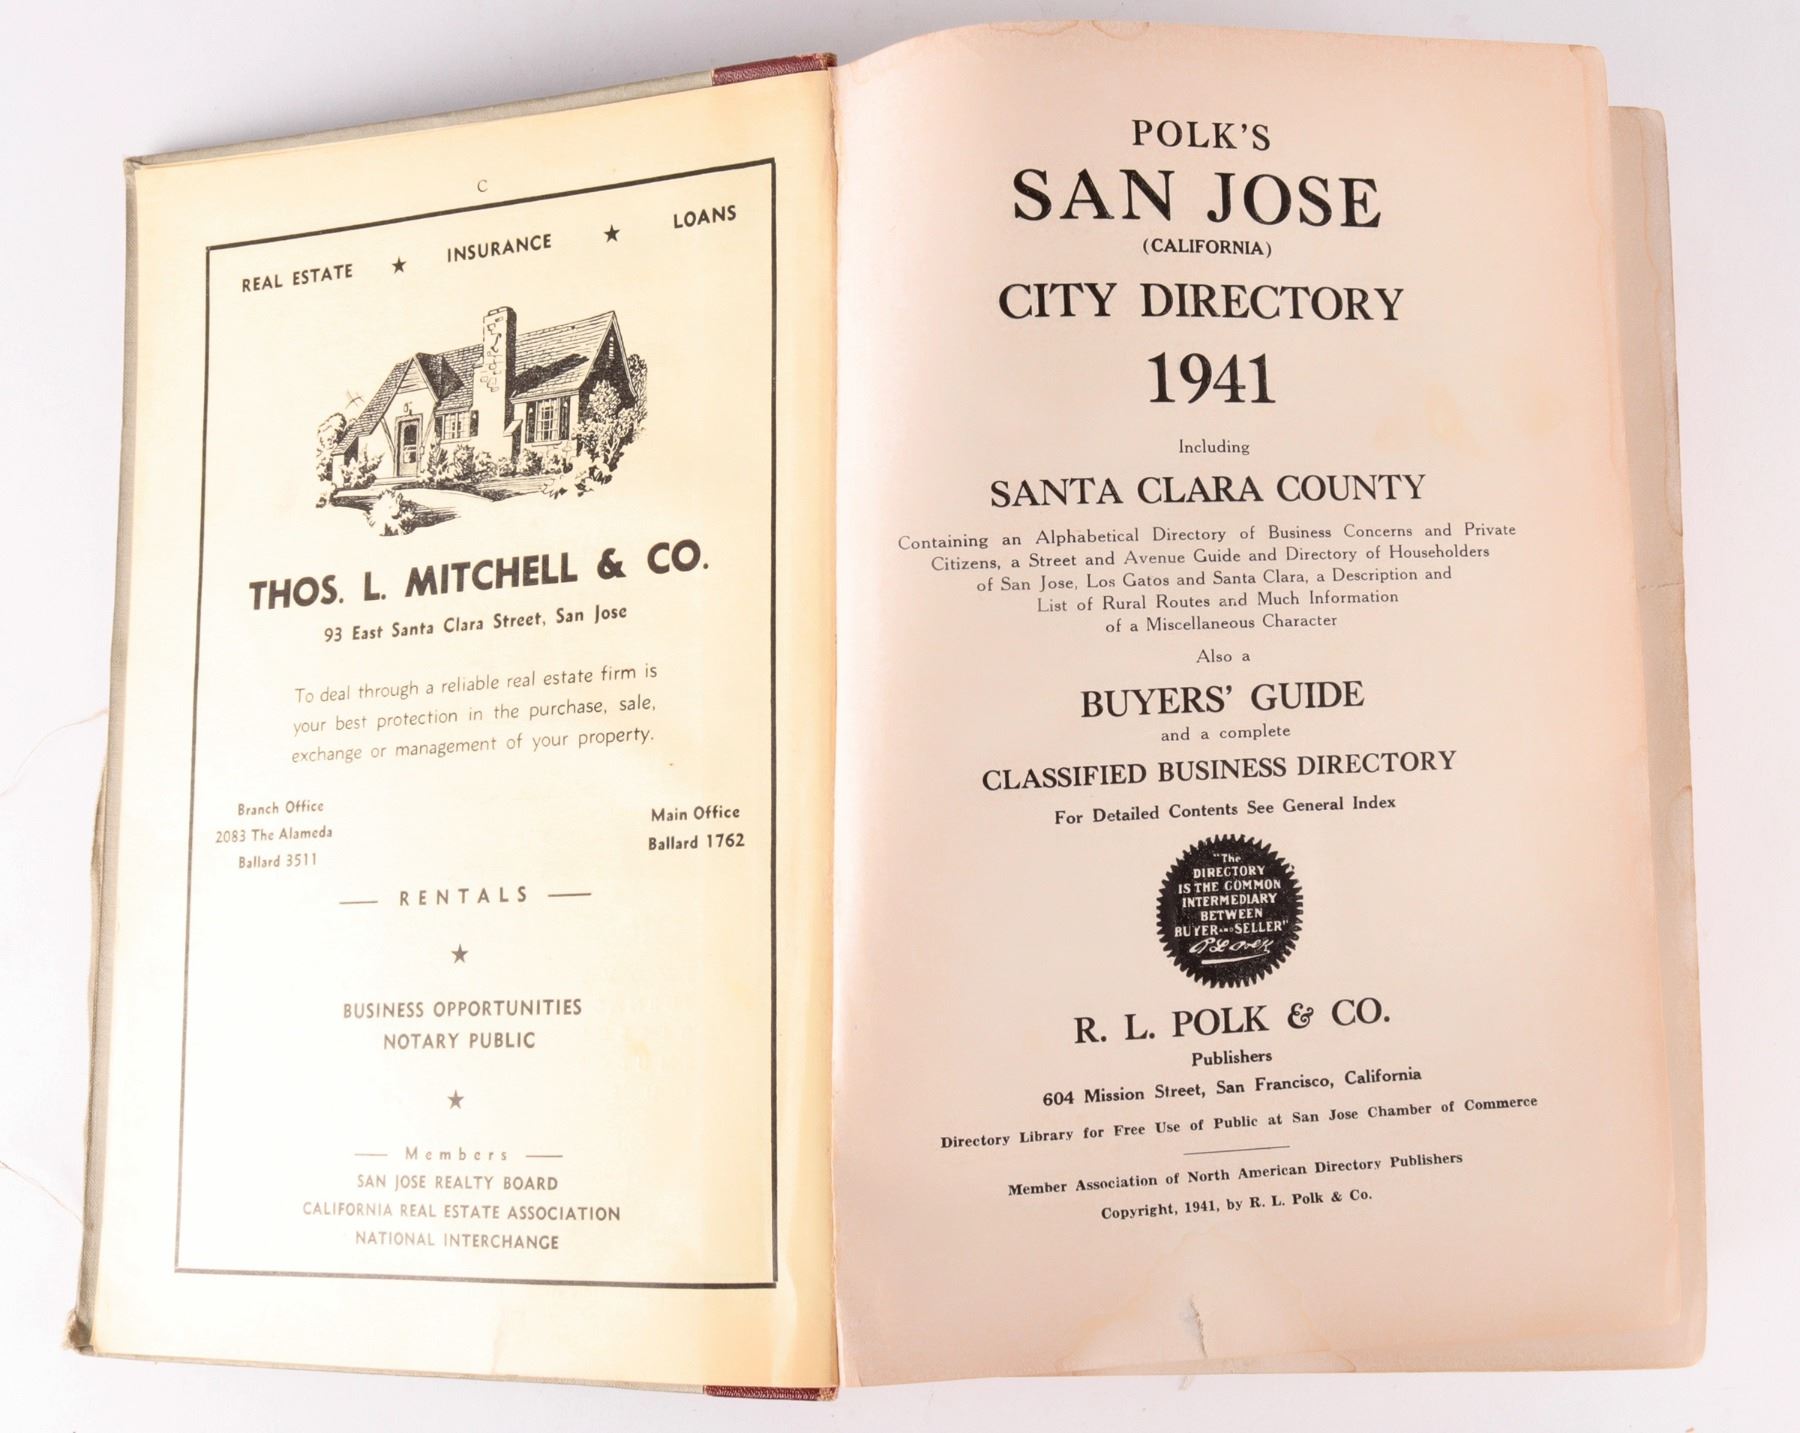 C
REAL ESTATE ★ INSURANCE ★ LOANS
THOS. L. MITCHELL & CO.
93 East Santa Clara Street, San Jose
To deal through a reliable real estate firm is
your best protection in the purchase, sale,
exchange or management of your property.
Branch Office
2083 The Alameda
Ballard 3511
Main Office
Ballard 1762
— RENTALS —
★
BUSINESS OPPORTUNITIES
NOTARY PUBLIC
★
— Members —
SAN JOSE REALTY BOARD
CALIFORNIA REAL ESTATE ASSOCIATION
NATIONAL INTERCHANGE
POLK'S
SAN JOSE
(CALIFORNIA)
CITY DIRECTORY
1941
Including
SANTA CLARA COUNTY
Containing an Alphabetical Directory of Business Concerns and Private
Citizens, a Street and Avenue Guide and Directory of Householders
of San Jose, Los Gatos and Santa Clara, a Description and
List of Rural Routes and Much Information
of a Miscellaneous Character
Also a
BUYERS' GUIDE
and a complete
CLASSIFIED BUSINESS DIRECTORY
For Detailed Contents See General Index
"The
DIRECTORY
IS THE COMMON
INTERMEDIARY
BETWEEN
BUYER AND SELLER"
R L Polk
R. L. POLK & CO.
Publishers
604 Mission Street, San Francisco, California
Directory Library for Free Use of Public at San Jose Chamber of Commerce
Member Association of North American Directory Publishers
Copyright, 1941, by R. L. Polk & Co.